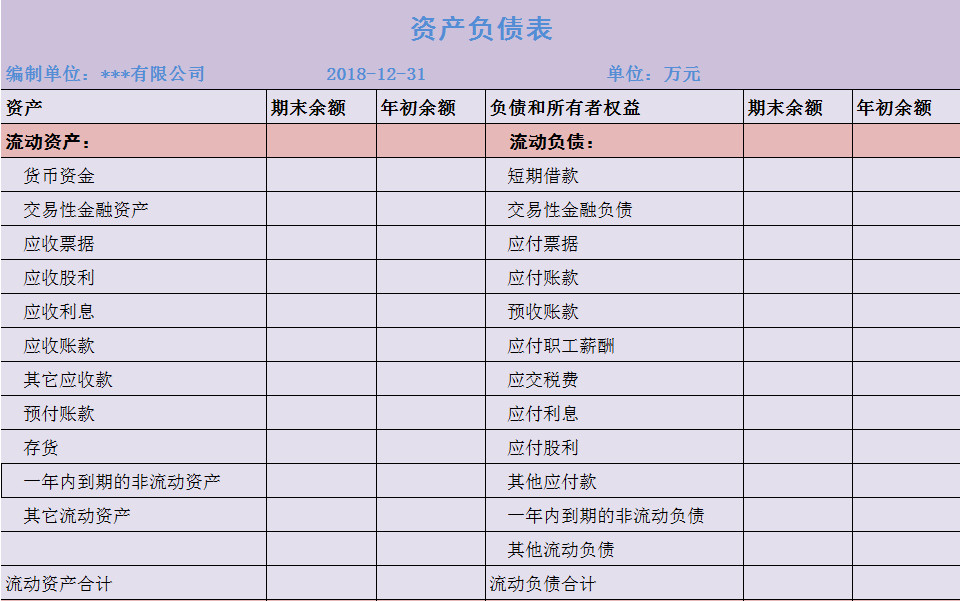 资产负债表
编制单位：***有限公司 2018-12-31 单位：万元
资产 期末余额 年初余额 负债和所有者权益 期末余额 年初余额
流动资产： 流动负债：
货币资金 短期借款
交易性金融资产 交易性金融负债
应收票据 应付票据
应收股利 应付账款
应收利息 预收账款
应收账款 应付职工薪酬
其它应收款 应交税费
预付账款 应付利息
存货 应付股利
一年内到期的非流动资产 其他应付款
其它流动资产 一年内到期的非流动负债
其他流动负债
流动资产合计 流动负债合计